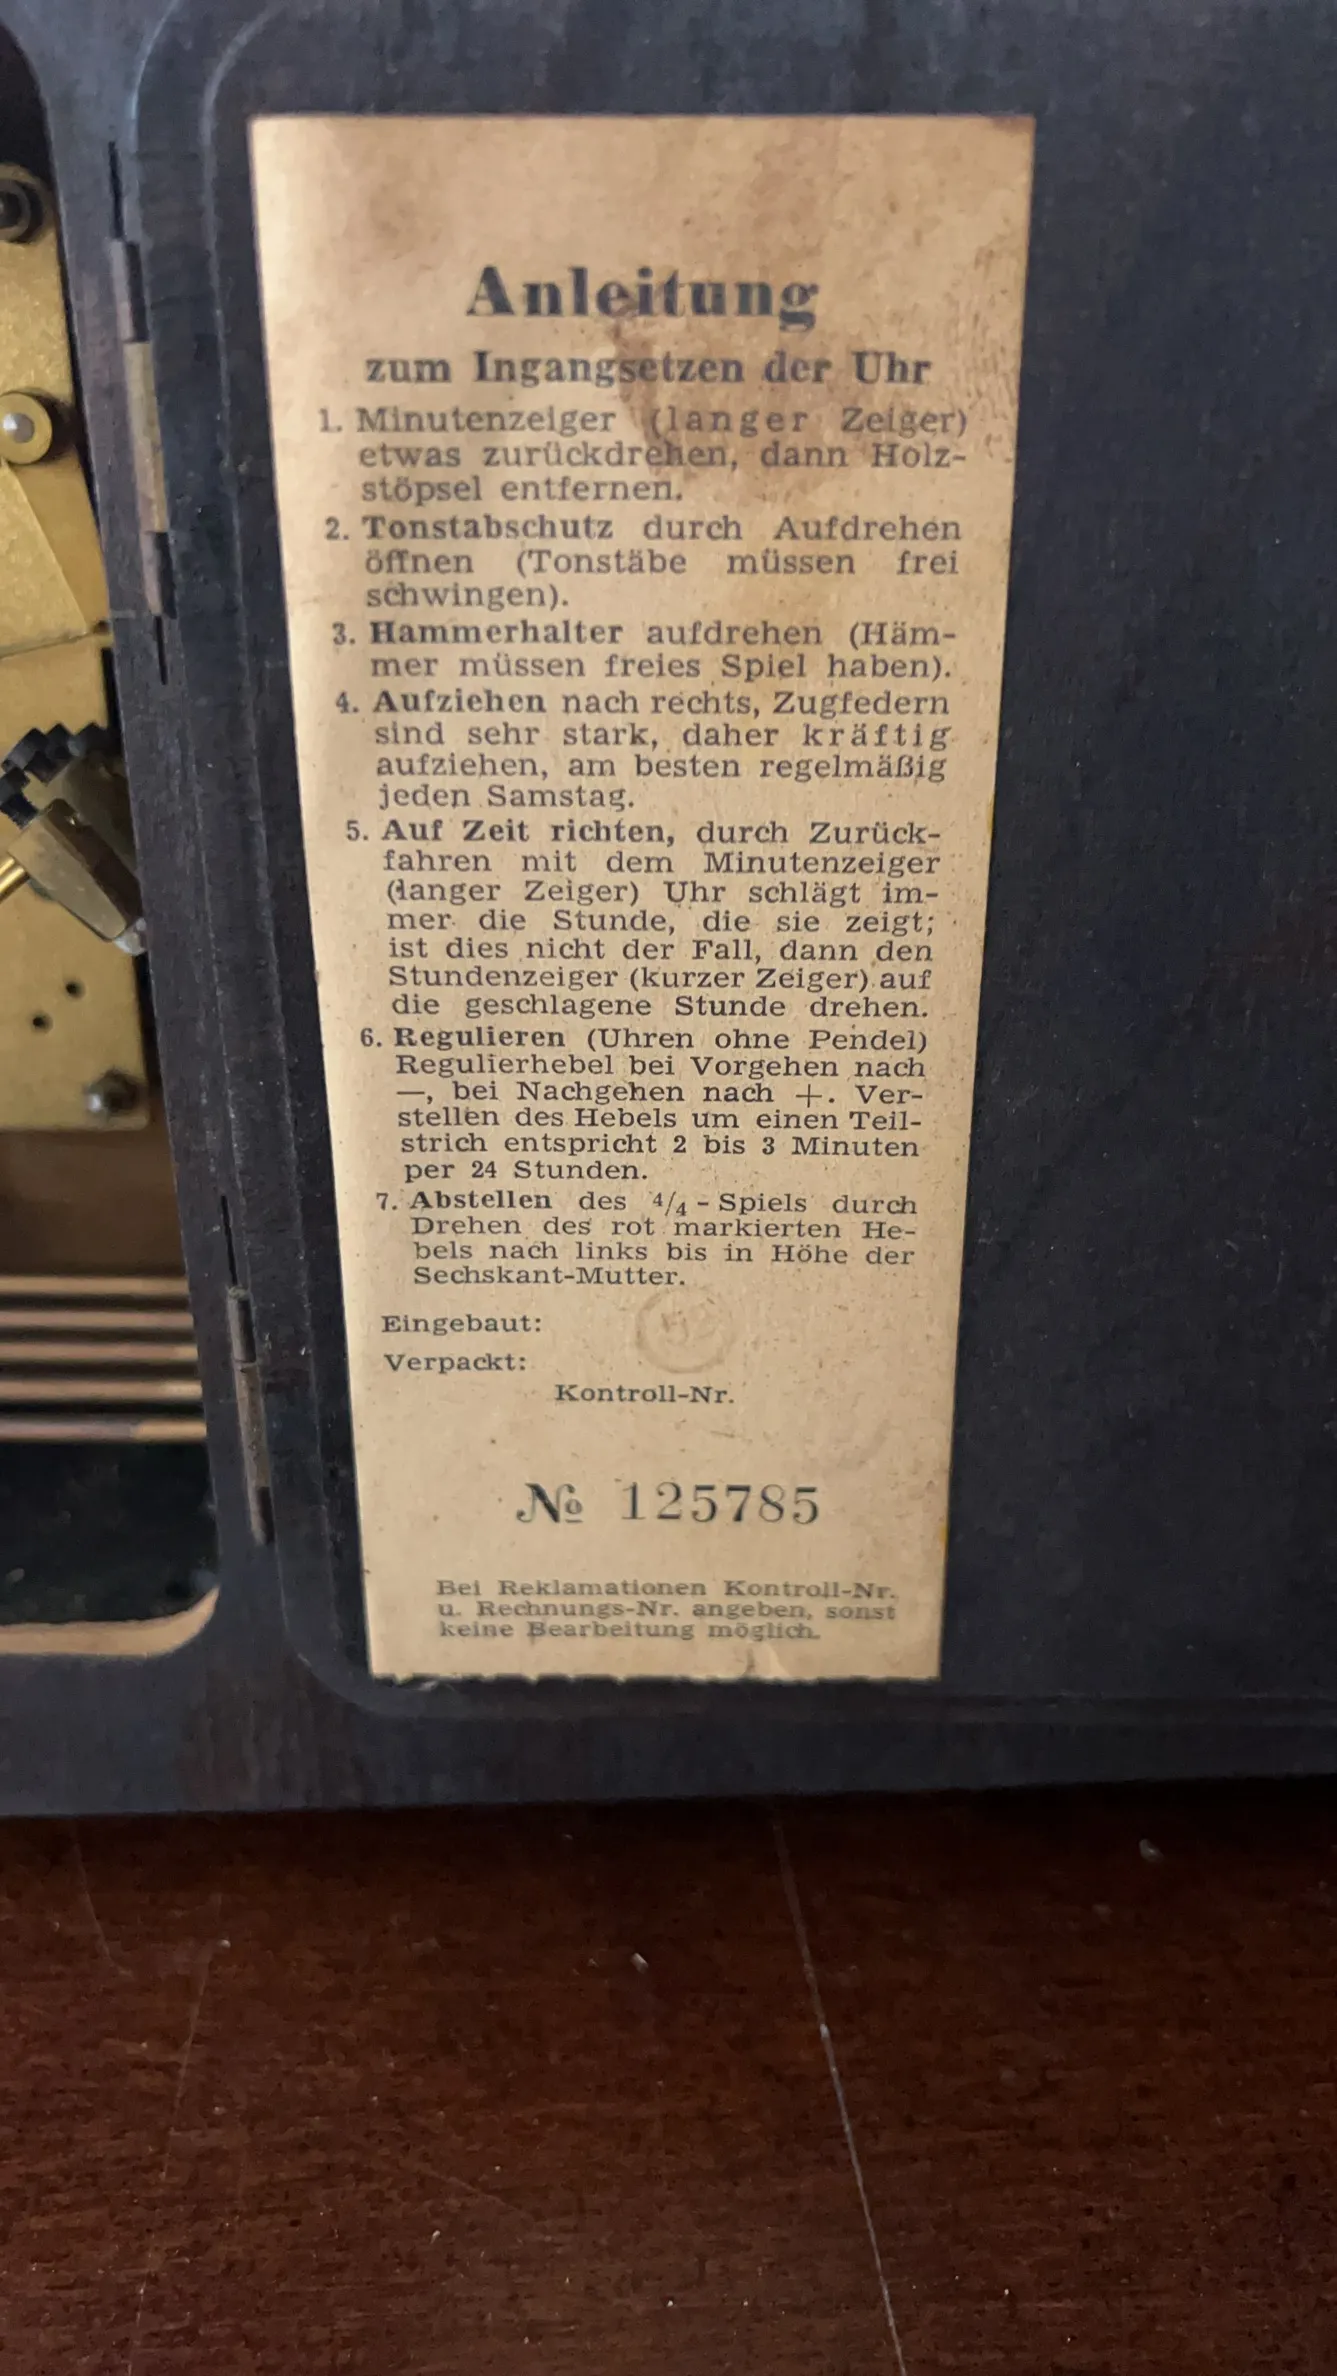 Anleitung
zum Ingangsetzen der Uhr
1. Minutenzeiger (langer Zeiger)
etwas zurückdrehen, dann Holz-
stöpsel entfernen.
2. Tonstabschutz durch Aufdrehen
öffnen (Tonstäbe müssen frei
schwingen).
3. Hammerhalter aufdrehen (Häm-
mer müssen freies Spiel haben).
4. Aufziehen nach rechts, Zugfedern
sind sehr stark, daher kräftig
aufziehen, am besten regelmäßig
jeden Samstag.
5. Auf Zeit richten, durch Zurück-
fahren mit dem Minutenzeiger
(langer Zeiger) Uhr schlägt im-
mer die Stunde, die sie zeigt;
ist dies nicht der Fall, dann den
Stundenzeiger (kurzer Zeiger) auf
die geschlagene Stunde drehen.
6. Regulieren (Uhren ohne Pendel)
Regulierhebel bei Vorgehen nach
—, bei Nachgehen nach +. Ver-
stellen des Hebels um einen Teil-
strich entspricht 2 bis 3 Minuten
per 24 Stunden.
7. Abstellen des 4/4 - Spiels durch
Drehen des rot markierten He-
bels nach links bis in Höhe der
Sechskant-Mutter.
Eingebaut:
Verpackt:
Kontroll-Nr.
№ 125785
Bei Reklamationen Kontroll-Nr.
u. Rechnungs-Nr. angeben, sonst
keine Bearbeitung möglich.